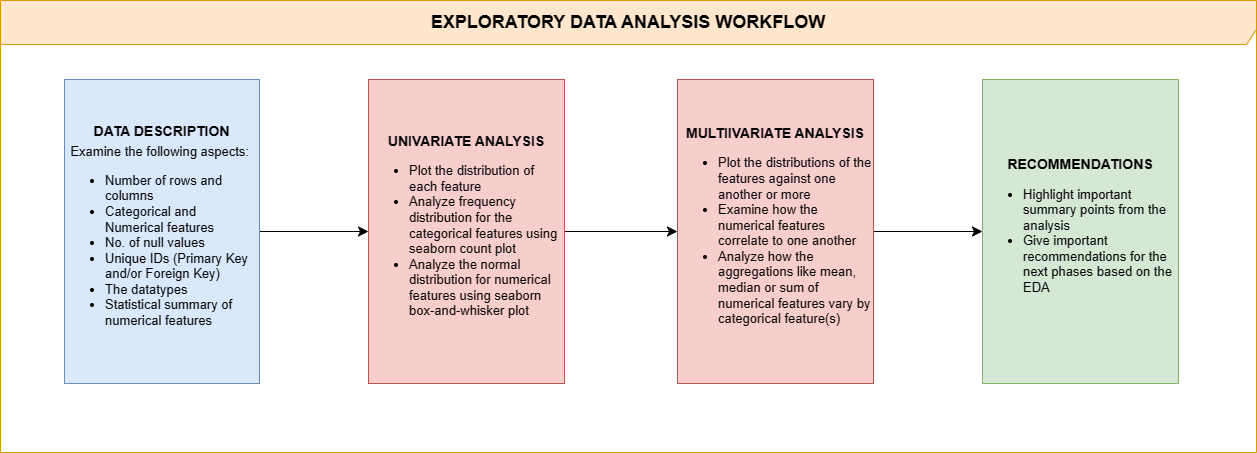 EXPLORATORY DATA ANALYSIS WORKFLOW
DATA DESCRIPTION
Examine the following aspects:
• Number of rows and
columns
• Categorical and
Numerical features
• No. of null values
• Unique IDs (Primary Key
and/or Foreign Key)
• The datatypes
• Statistical summary of
numerical features
UNIVARIATE ANALYSIS
• Plot the distribution of
each feature
• Analyze frequency
distribution for the
categorical features using
seaborn count plot
• Analyze the normal
distribution for numerical
features using seaborn
box-and-whisker plot
MULTIIVARIATE ANALYSIS
• Plot the distributions of the
features against one
another or more
• Examine how the
numerical features
correlate to one another
• Analyze how the
aggregations like mean,
median or sum of
numerical features vary by
categorical feature(s)
RECOMMENDATIONS
• Highlight important
summary points from the
analysis
• Give important
recommendations for the
next phases based on the
EDA